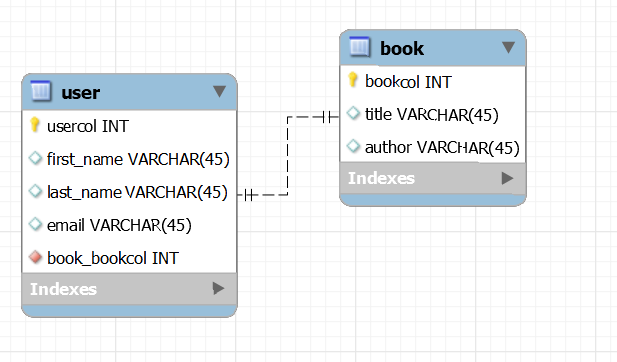 user
usercol INT
first_name VARCHAR(45)
last_name VARCHAR(45)
email VARCHAR(45)
book_bookcol INT
Indexes
book
bookcol INT
title VARCHAR(45)
author VARCHAR(45)
Indexes